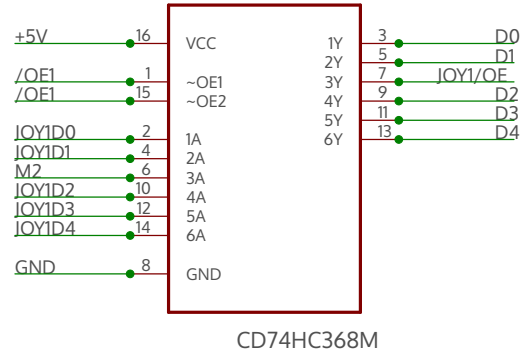 +5V 16 VCC 1Y 3 D0
2Y 5 D1
/OE1 1 ~OE1 3Y 7 JOY1/OE
/OE1 15 ~OE2 4Y 9 D2
5Y 11 D3
JOY1D0 2 1A 6Y 13 D4
JOY1D1 4 2A
M2 6 3A
JOY1D2 10 4A
JOY1D3 12 5A
JOY1D4 14 6A
GND 8 GND
CD74HC368M